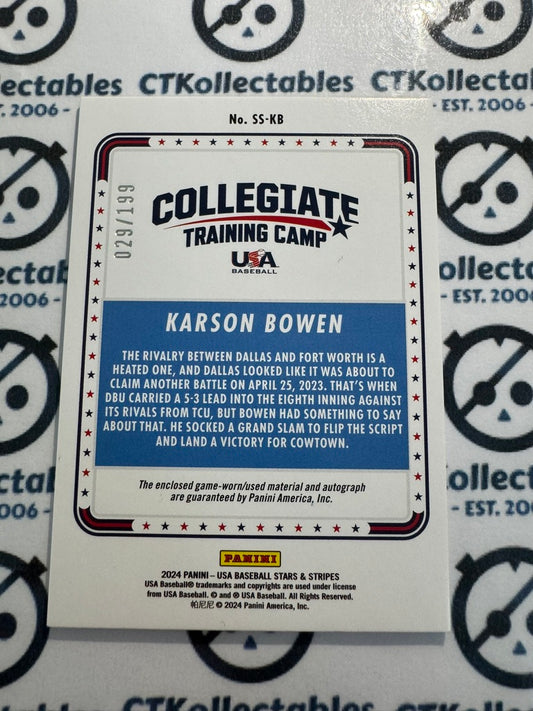 CTKollectables CTKollectables
- EST. 2006 -
No. SS-KB
029/199
COLLEGIATE
TRAINING CAMP
USA
BASEBALL
KARSON BOWEN
THE RIVALRY BETWEEN DALLAS AND FORT WORTH IS A
HEATED ONE, AND DALLAS LOOKED LIKE IT WAS ABOUT TO
CLAIM ANOTHER BATTLE ON APRIL 25, 2023. THAT'S WHEN
DBU CARRIED A 5-3 LEAD INTO THE EIGHTH INNING AGAINST
ITS RIVALS FROM TCU, BUT BOWEN HAD SOMETHING TO SAY
ABOUT THAT. HE SOCKED A GRAND SLAM TO FLIP THE SCRIPT
AND LAND A VICTORY FOR COWTOWN.
The enclosed game-worn/used material and autograph
are guaranteed by Panini America, Inc.
PANINI
2024 PANINI – USA BASEBALL STARS & STRIPES
USA Baseball® trademarks and copyrights are used under license
from USA Baseball. © and ® USA Baseball. All Rights Reserved.
帕尼尼 © 2024 Panini America, Inc.
CTKollectables CTKollectables